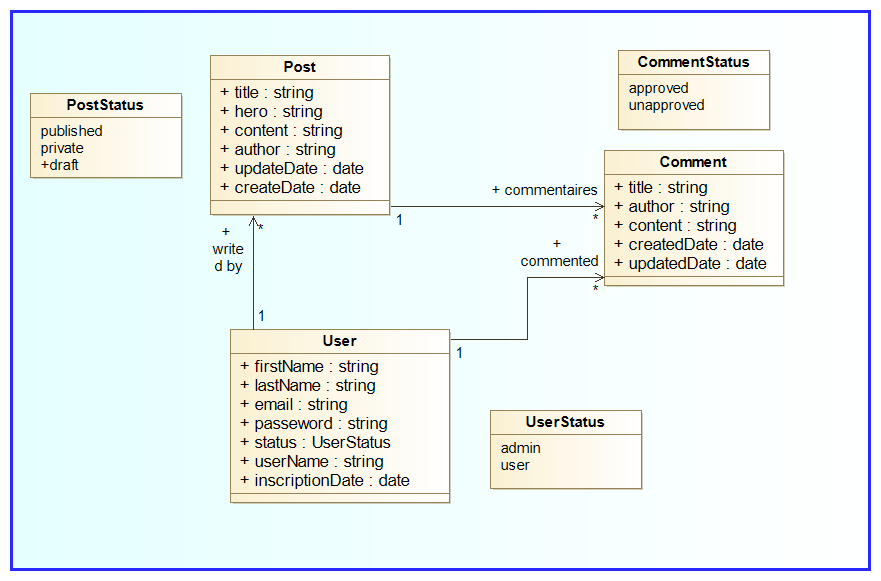 PostStatus
published
private
+draft
Post
+ title : string
+ hero : string
+ content : string
+ author : string
+ updateDate : date
+ createDate : date
CommentStatus
approved
unapproved
Comment
+ title : string
+ author : string
+ content : string
+ createdDate : date
+ updatedDate : date
+ commentaires
1
*
+
write
d by
*
1
+
commented
*
1
User
+ firstName : string
+ lastName : string
+ email : string
+ passeword : string
+ status : UserStatus
+ userName : string
+ inscriptionDate : date
UserStatus
admin
user